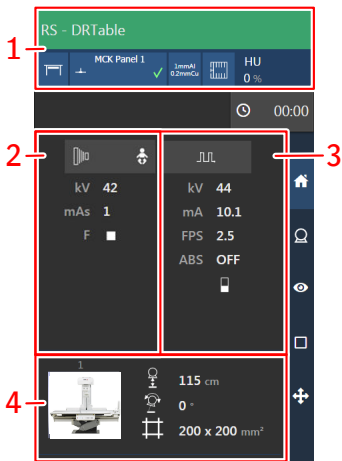 RS - DRTable
1
MCK Panel 1
1mmAl
0.2mmCu
HU
0 %
00:00
2
3
kV 42
mAs 1
F
kV 44
mA 10.1
FPS 2.5
ABS OFF
4
1
115 cm
0 °
200 x 200 mm²